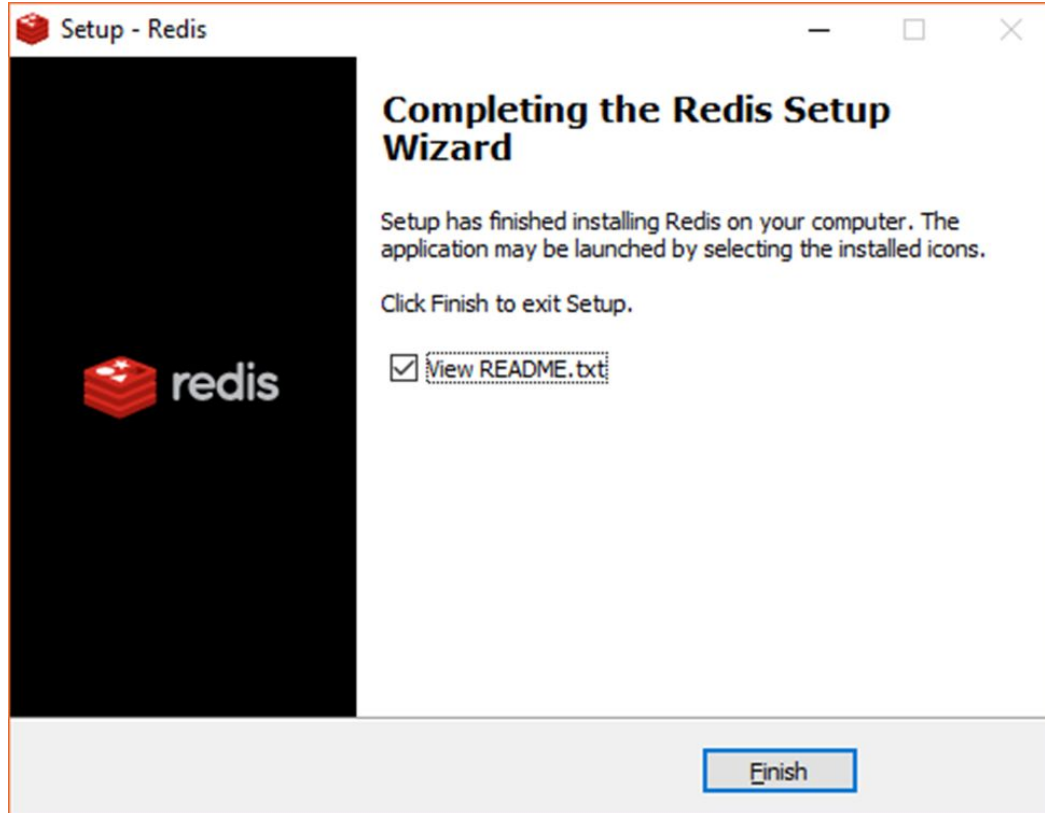 Setup - Redis
Completing the Redis Setup
Wizard
Setup has finished installing Redis on your computer. The
application may be launched by selecting the installed icons.
Click Finish to exit Setup.
View README.txt
redis
Finish